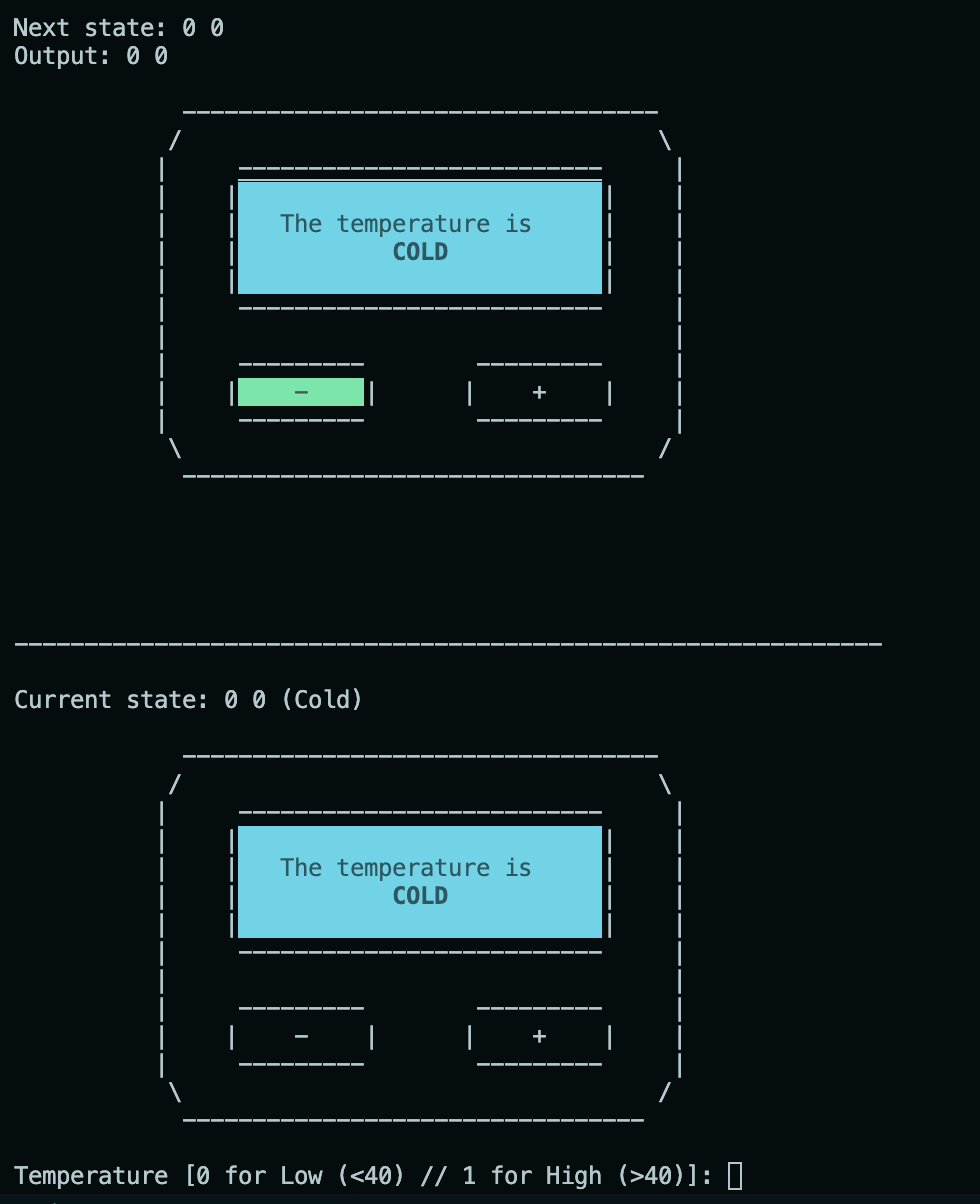 Next state: 0 0
Output: 0 0
The temperature is
COLD
- +
Current state: 0 0 (Cold)
The temperature is
COLD
- +
Temperature [0 for Low (<40) // 1 for High (>40)]: